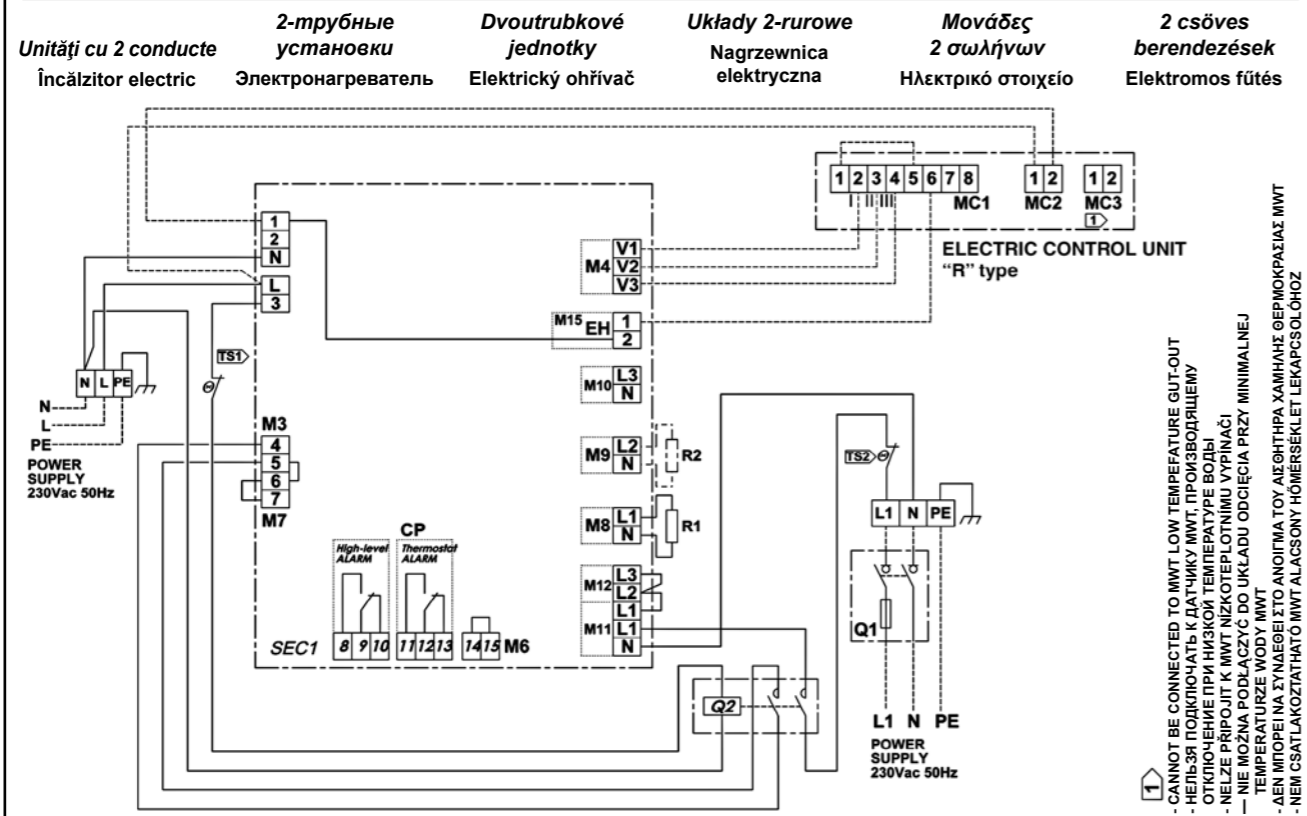 Unităţi cu 2 conducte
Încălzitor electric
2-трубные
установки
Электронагреватель
Dvoutrubkové
jednotky
Elektrický ohřívač
Układy 2-rurowe
Nagrzewnica
elektryczna
Μονάδες
2 σωλήνων
Ηλεκτρικό στοιχείο
2 csöves
berendezések
Elektromos fűtés
1 2 3 4 5 6 7 8
I II III
MC1
1 2
MC2
1 2
MC3
1
ELECTRIC CONTROL UNIT
“R” type
1
2
N
L
3
TS1
N L PE
N
L
PE
POWER
SUPPLY
230Vac 50Hz
M3
4
5
6
7
M7
M4
V1
V2
V3
M15 EH
1
2
M10
L3
N
M9
L2
N
R2
M8
L1
N
R1
M12
L3
L2
L1
M11
L1
N
CP
High-level
ALARM
Thermostat
ALARM
SEC1
8 9 10
11 12 13
14 15 M6
Q2
TS2
L1 N PE
Q1
L1 N PE
POWER
SUPPLY
230Vac 50Hz
1
- CANNOT BE CONNECTED TO MWT LOW TEMPEFATURE GUT-OUT
- НЕЛЬЗЯ ПОДКЛЮЧАТЬ К ДАТЧИКУ MWT, ПРОИЗВОДЯЩЕМУ
ОТКЛЮЧЕНИЕ ПРИ НИЗКОЙ ТЕМПЕРАТУРЕ ВОДЫ
- NELZE PŘIPOJIT K MWT NÍZKOTEPLOTNÍMU VYPÍNAČI
— NIE MOŻNA PODŁĄCZYĆ DO UKŁADU ODCIĘCIA PRZY MINIMALNEJ
TEMPERATURZE WODY MWT
- ΔΕΝ ΜΠΟΡΕΙ ΝΑ ΣΥΝΔΕΘΕΙ ΣΤΟ ΑΝΟΙΓΜΑ ΤΟΥ ΑΙΣΘΗΤΗΡΑ ΧΑΜΗΛΗΣ ΘΕΡΜΟΚΡΑΣΙΑΣ MWT
- NEM CSATLAKOZTATHATÓ MWT ALACSONY HŐMÉRSÉKLET LEKAPCSOLÓHOZ